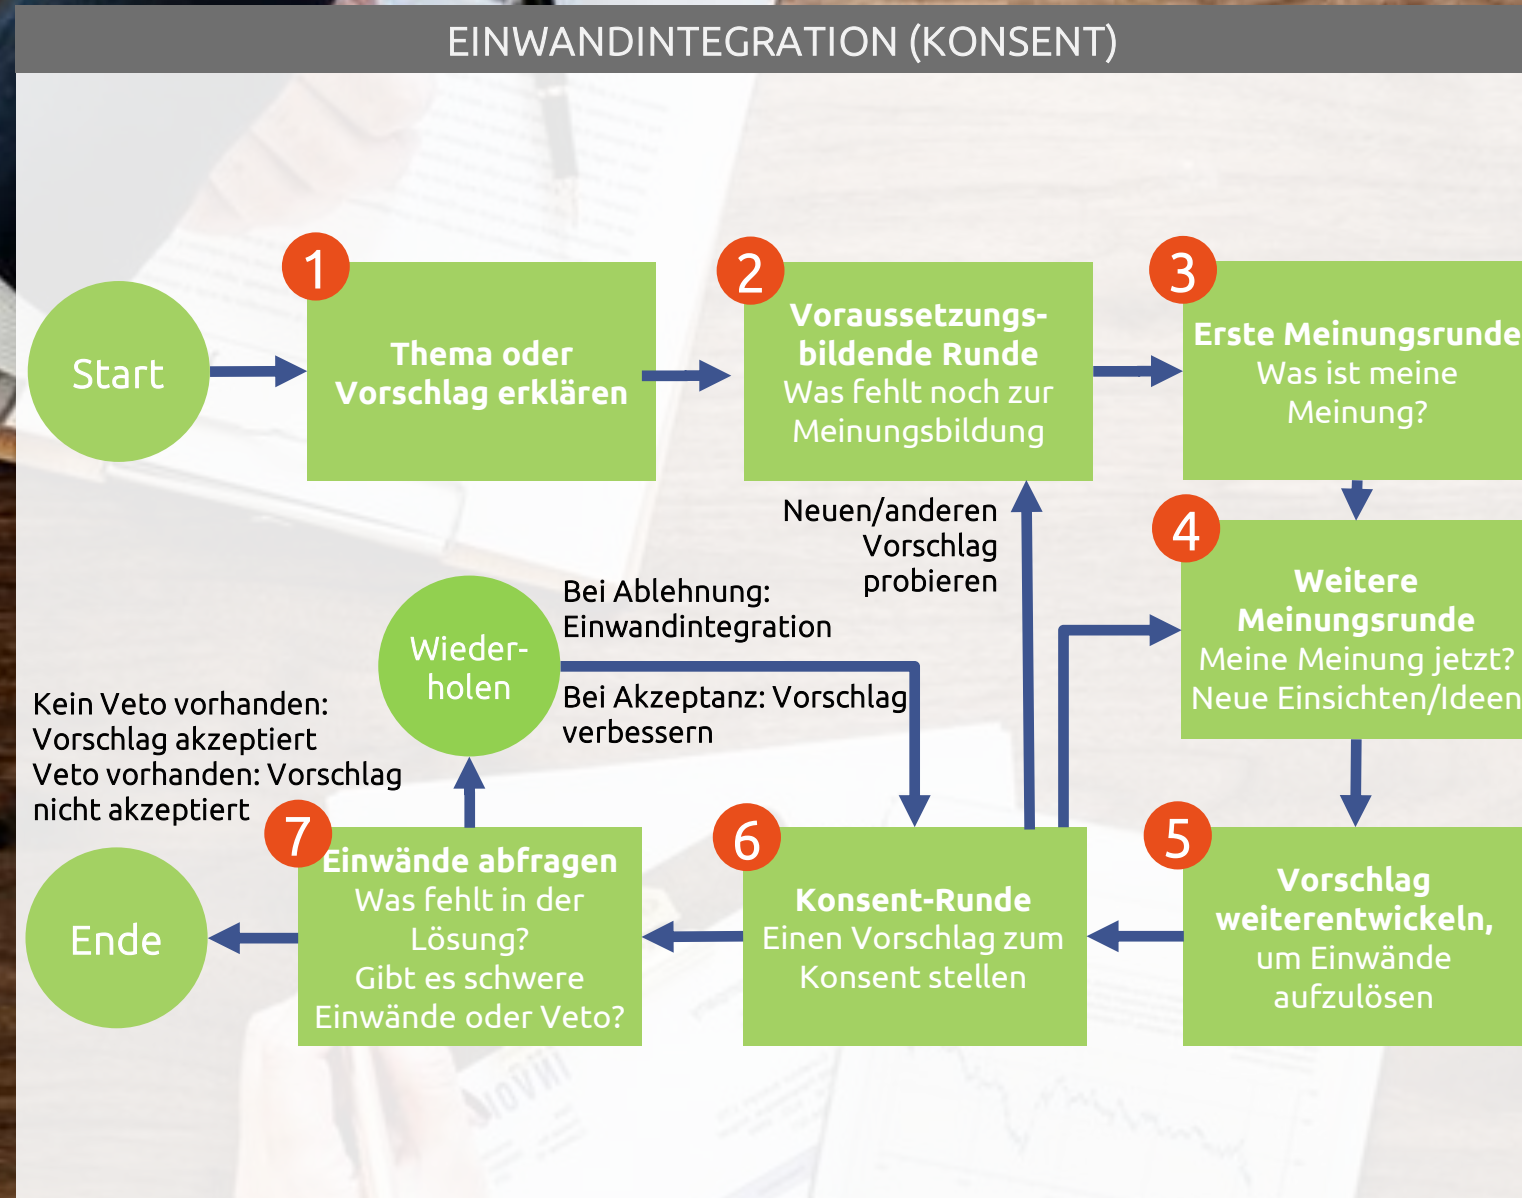 EINWANDINTEGRATION (KONSENT)
Start
1
Thema oder
Vorschlag erklären
2
Voraussetzungs-
bildende Runde
Was fehlt noch zur
Meinungsbildung
3
Erste Meinungsrunde
Was ist meine
Meinung?
Neuen/anderen
Vorschlag
probieren
4
Weitere
Meinungsrunde
Meine Meinung jetzt?
Neue Einsichten/Ideen
Wieder-
holen
Bei Ablehnung:
Einwandintegration
Bei Akzeptanz: Vorschlag
verbessern
Kein Veto vorhanden:
Vorschlag akzeptiert
Veto vorhanden: Vorschlag
nicht akzeptiert
5
Vorschlag
weiterentwickeln,
um Einwände
aufzulösen
6
Konsent-Runde
Einen Vorschlag zum
Konsent stellen
7
Einwände abfragen
Was fehlt in der
Lösung?
Gibt es schwere
Einwände oder Veto?
Ende